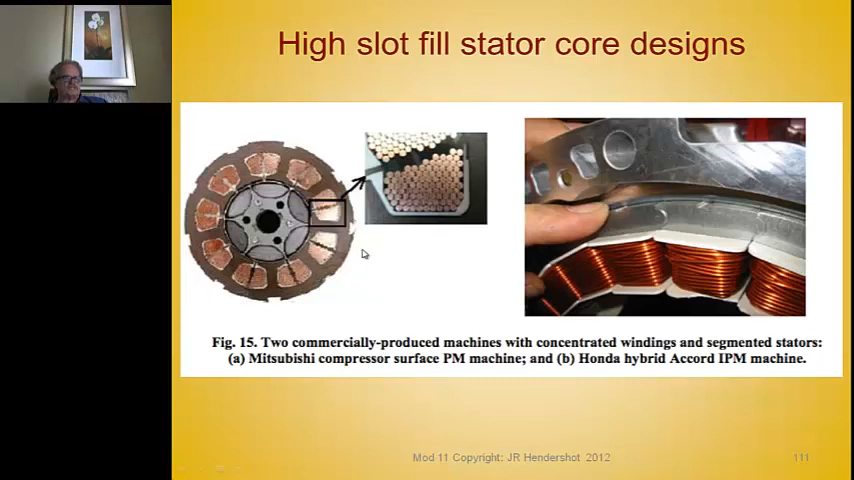 High slot fill stator core designs
Fig. 15. Two commercially-produced machines with concentrated windings and segmented stators:
(a) Mitsubishi compressor surface PM machine; and (b) Honda hybrid Accord IPM machine.
Mod 11 Copyright: JR Hendershot 2012
111